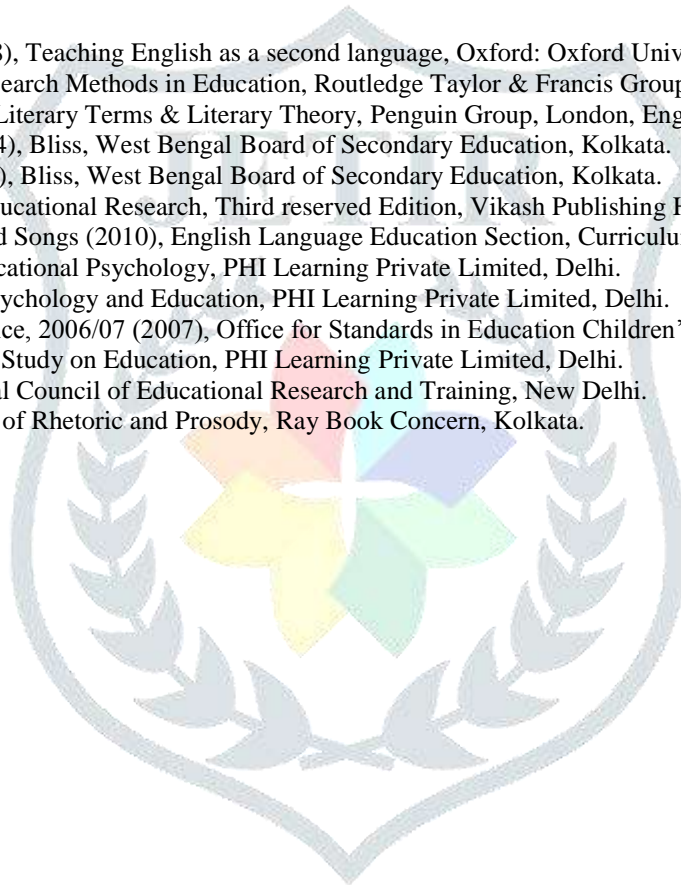 8), Teaching English as a second language, Oxford: Oxford Univ
earch Methods in Education, Routledge Taylor & Francis Group
Literary Terms & Literary Theory, Penguin Group, London, Eng
4), Bliss, West Bengal Board of Secondary Education, Kolkata.
), Bliss, West Bengal Board of Secondary Education, Kolkata.
ducational Research, Third reserved Edition, Vikash Publishing H
d Songs (2010), English Language Education Section, Curriculu
cational Psychology, PHI Learning Private Limited, Delhi.
sychology and Education, PHI Learning Private Limited, Delhi.
nce, 2006/07 (2007), Office for Standards in Education Children’
Study on Education, PHI Learning Private Limited, Delhi.
al Council of Educational Research and Training, New Delhi.
of Rhetoric and Prosody, Ray Book Concern, Kolkata.
JETIR